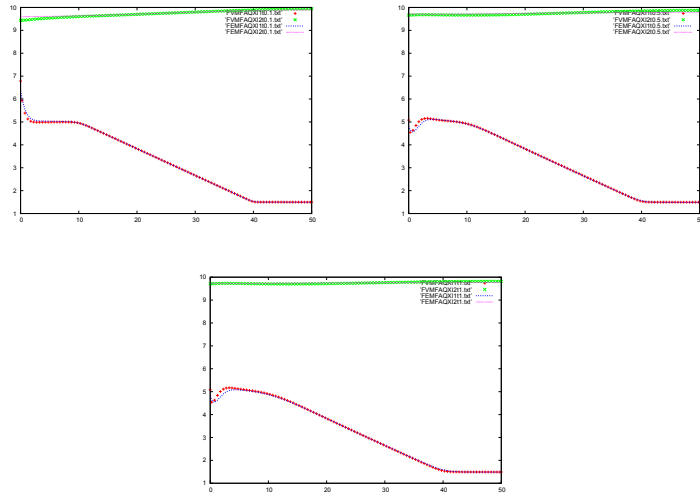 10
9
8
7
6
5
4
3
2
1
0 10 20 30 40 50
'FVMFAQXI1t0.1.txt'
'FVMFAQXI2t0.1.txt'
'FEMFAQXI1t0.1.txt'
'FEMFAQXI2t0.1.txt'
10
9
8
7
6
5
4
3
2
1
0 10 20 30 40 50
'FVMFAQXI1t0.5.txt'
'FVMFAQXI2t0.5.txt'
'FEMFAQXI1t0.5.txt'
'FEMFAQXI2t0.5.txt'
10
9
8
7
6
5
4
3
2
1
0 10 20 30 40 50
'FVMFAQXI1t1.txt'
'FVMFAQXI2t1.txt'
'FEMFAQXI1t1.txt'
'FEMFAQXI2t1.txt'